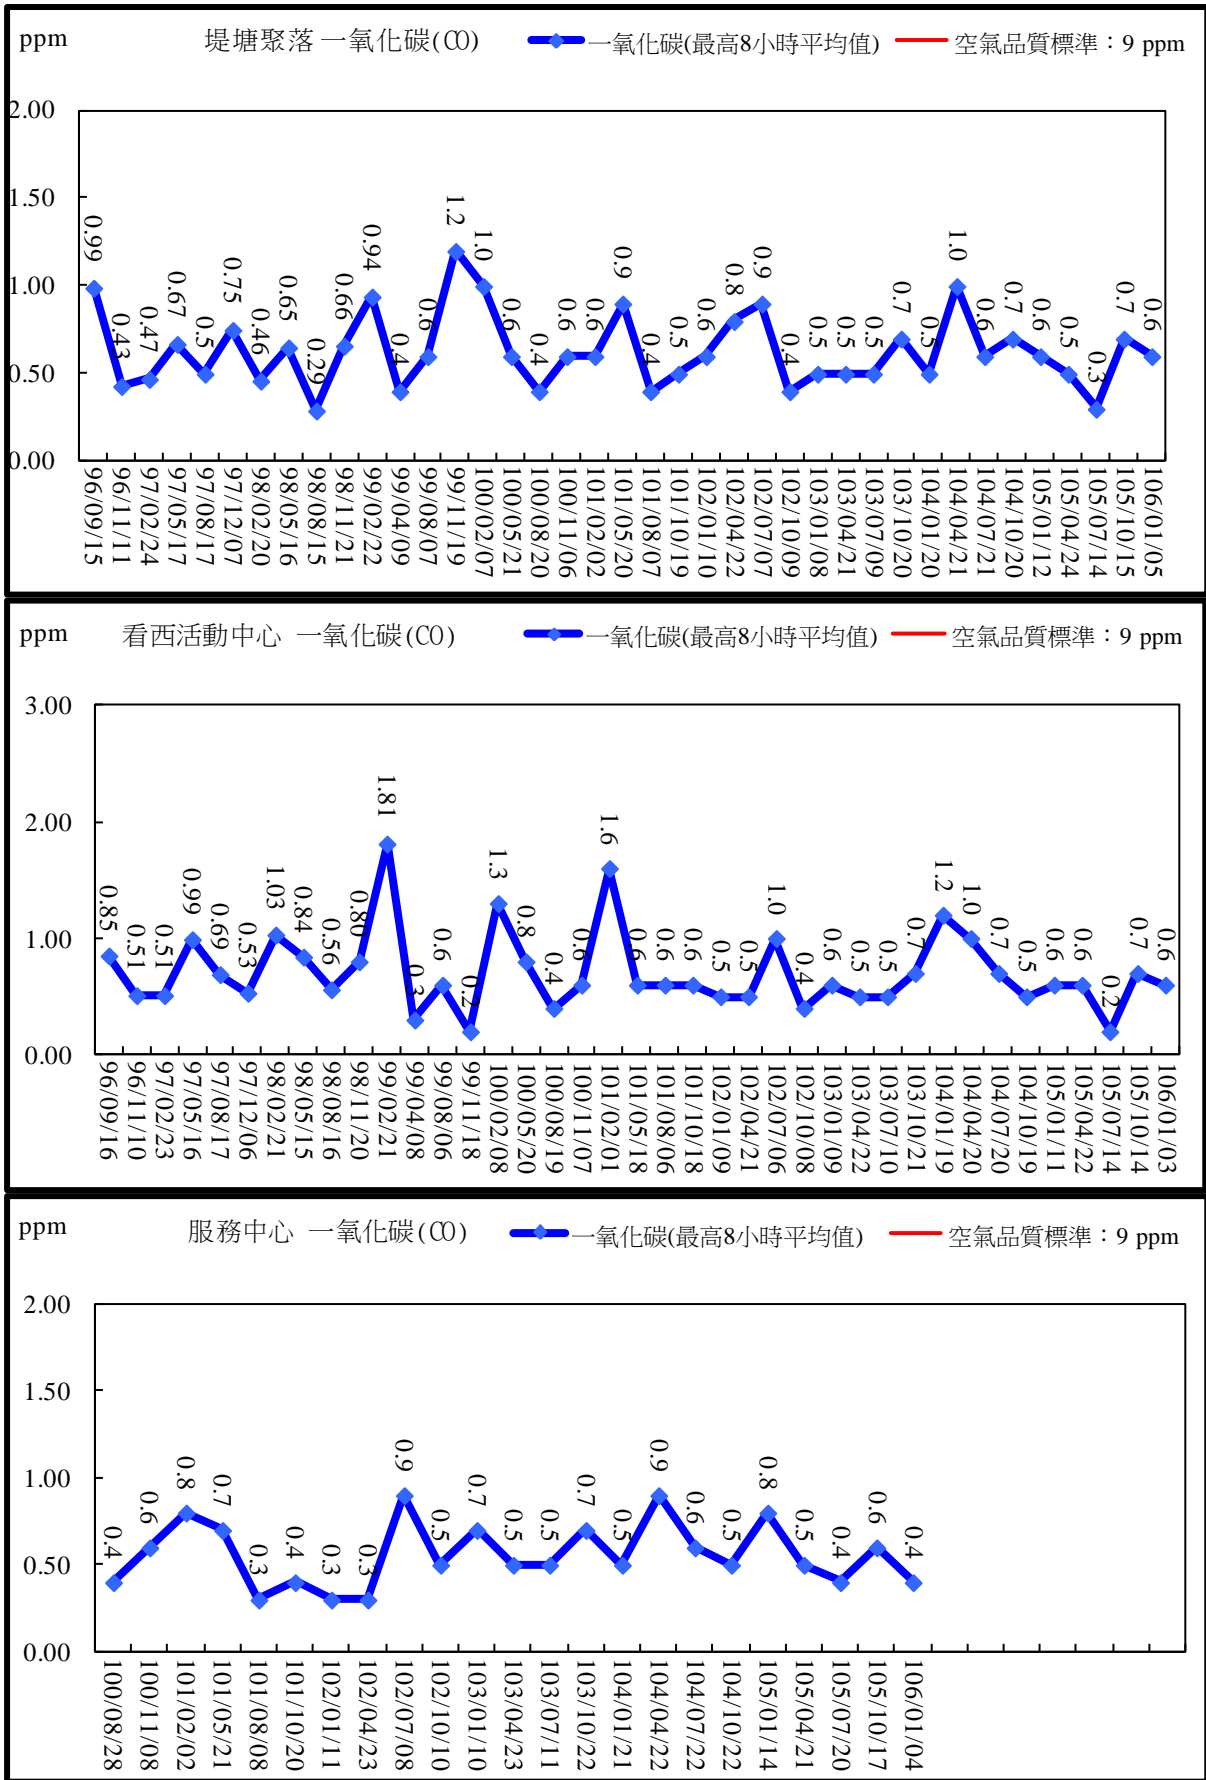 ppm 堤塘聚落 一氧化碳(CO) 一氧化碳(最高8小時平均值) 空氣品質標準：9 ppm
2.00
1.50
1.00
0.50
0.00
0.99 0.43 0.47 0.67 0.5 0.75 0.46 0.65 0.29 0.66 0.94 0.4 0.6 1.2 1.0 0.6 0.4 0.6 0.6 0.9 0.4 0.5 0.6 0.8 0.9 0.4 0.5 0.5 0.5 0.7 0.5 1.0 0.6 0.7 0.6 0.5 0.3 0.7 0.6
96/09/15 96/11/11 97/02/24 97/05/17 97/08/17 97/12/07 98/02/20 98/05/16 98/08/15 98/11/21 99/02/22 99/04/09 99/08/07 99/11/19 100/02/07 100/05/21 100/08/20 100/11/06 101/02/02 101/05/20 101/08/07 101/10/19 102/01/10 102/04/22 102/07/07 102/10/09 103/01/08 103/04/21 103/07/09 103/10/20 104/01/20 104/04/21 104/07/21 104/10/20 105/01/12 105/04/24 105/07/14 105/10/15 106/01/05
ppm 看西活動中心 一氧化碳(CO) 一氧化碳(最高8小時平均值) 空氣品質標準：9 ppm
3.00
2.00
1.00
0.00
0.85 0.51 0.51 0.99 0.69 0.53 1.03 0.84 0.56 0.80 1.81 0.3 0.6 0.2 1.3 0.8 0.4 0.6 1.6 0.6 0.6 0.6 0.5 0.5 1.0 0.4 0.6 0.5 0.5 0.7 1.2 1.0 0.7 0.5 0.6 0.6 0.2 0.7 0.6
96/09/16 96/11/10 97/02/23 97/05/16 97/08/17 97/12/06 98/02/21 98/05/15 98/08/16 98/11/20 99/02/21 99/04/08 99/08/06 99/11/18 100/02/08 100/05/20 100/08/19 100/11/07 101/02/01 101/05/18 101/08/06 101/10/18 102/01/09 102/04/21 102/07/06 102/10/08 103/01/09 103/04/22 103/07/10 103/10/21 104/01/19 104/04/20 104/07/20 104/10/19 105/01/11 105/04/22 105/07/14 105/10/14 106/01/03
ppm 服務中心 一氧化碳(CO) 一氧化碳(最高8小時平均值) 空氣品質標準：9 ppm
2.00
1.50
1.00
0.50
0.00
0.4 0.6 0.8 0.7 0.3 0.4 0.3 0.3 0.9 0.5 0.7 0.5 0.5 0.7 0.5 0.9 0.6 0.5 0.8 0.5 0.4 0.6 0.4
100/08/28 100/11/08 101/02/02 101/05/21 101/08/08 101/10/20 102/01/11 102/04/23 102/07/08 102/10/10 103/01/10 103/04/23 103/07/11 103/10/22 104/01/21 104/04/22 104/07/22 104/10/22 105/01/14 105/04/21 105/07/20 105/10/17 106/01/04